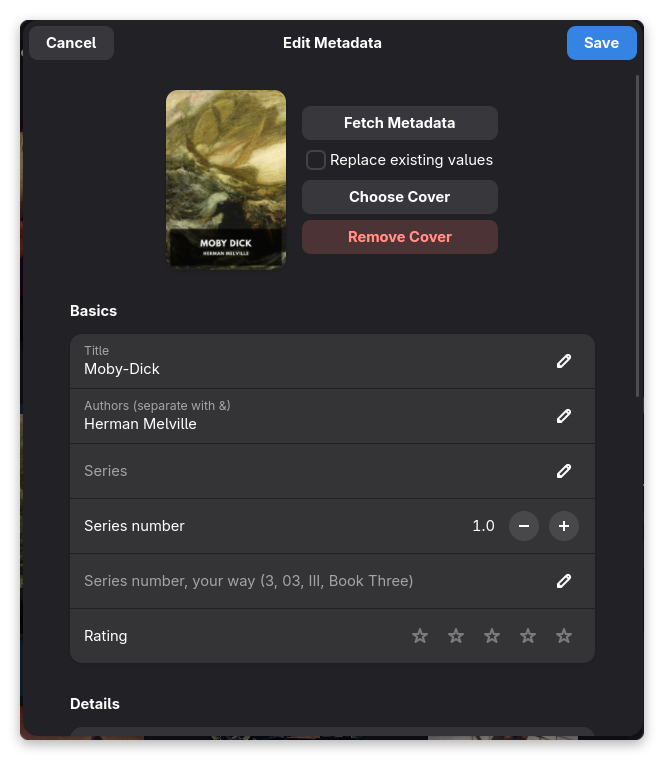 Cancel
Edit Metadata
Save
MOBY DICK
HERMAN MELVILLE
Fetch Metadata
Replace existing values
Choose Cover
Remove Cover
Basics
Title
Moby-Dick
Authors (separate with &)
Herman Melville
Series
Series number
1.0
Series number, your way (3, 03, III, Book Three)
Rating
Details